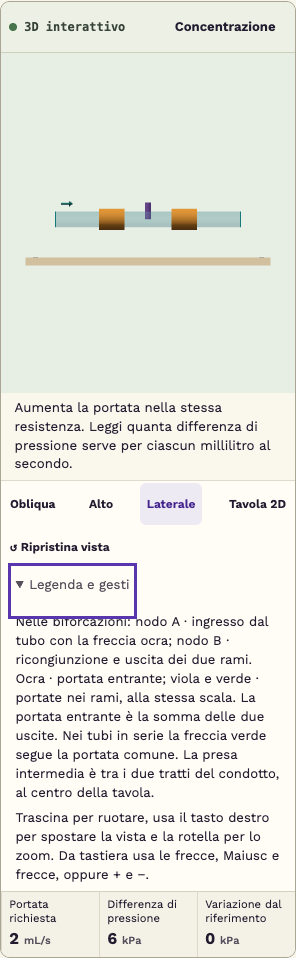 3D interattivo
Concentrazione
Aumenta la portata nella stessa
resistenza. Leggi quanta differenza di
pressione serve per ciascun millilitro al
secondo.
Obliqua
Alto
Laterale
Tavola 2D
↺ Ripristina vista
▼ Legenda e gesti
Nelle biforcazioni: nodo A · ingresso dal
tubo con la freccia ocra; nodo B ·
ricongiunzione e uscita dei due rami.
Ocra · portata entrante; viola e verde ·
portate nei rami, alla stessa scala. La
portata entrante è la somma delle due
uscite. Nei tubi in serie la freccia verde
segue la portata comune. La presa
intermedia è tra i due tratti del condotto,
al centro della tavola.
Trascina per ruotare, usa il tasto destro
per spostare la vista e la rotella per lo
zoom. Da tastiera usa le frecce, Maiusc e
frecce, oppure + e −.
Portata
richiesta
2 mL/s
Differenza di
pressione
6 kPa
Variazione dal
riferimento
0 kPa